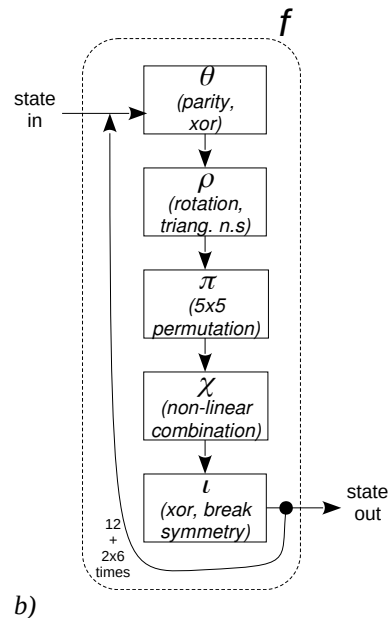 f
θ
(parity,
xor)
state
in
ρ
(rotation,
triang. n.s)
π
(5x5
permutation)
χ
(non-linear
combination)
ι
(xor, break
symmetry)
state
out
12
+
2x6
times
b)